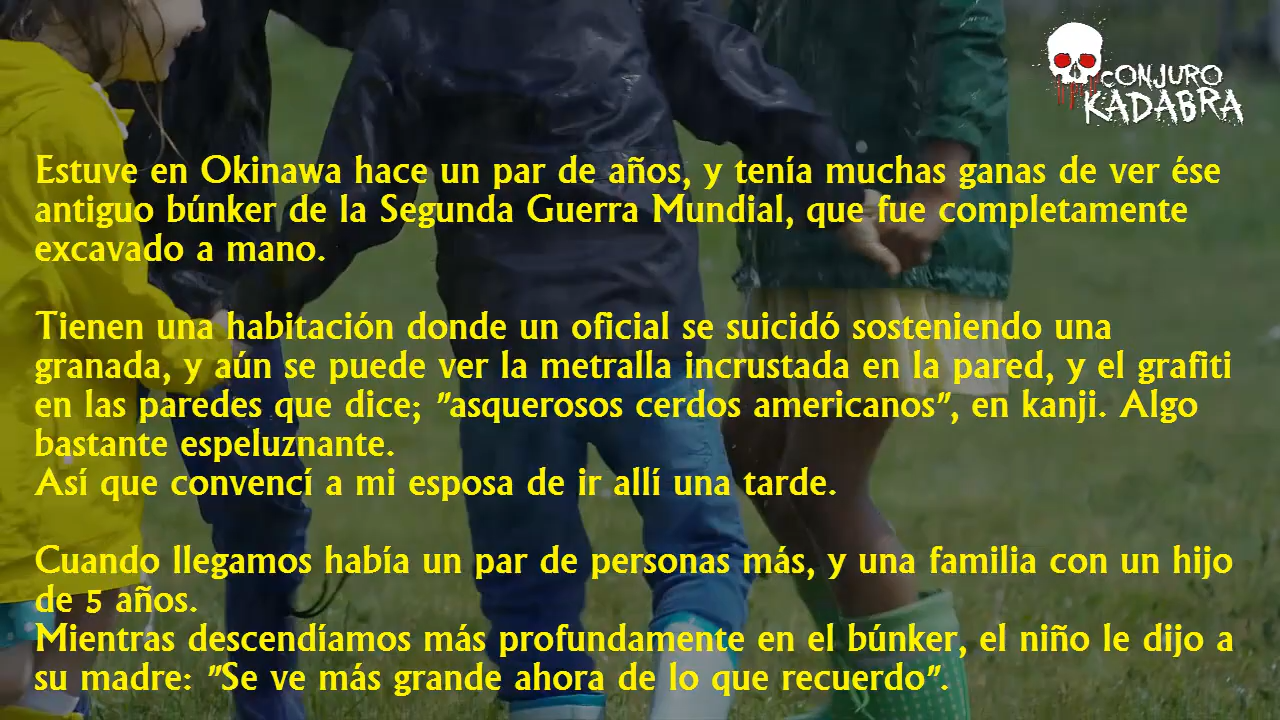 CONJURO
KADABRA
Estuve en Okinawa hace un par de años, y tenía muchas ganas de ver ése
antiguo búnker de la Segunda Guerra Mundial, que fue completamente
excavado a mano.
Tienen una habitación donde un oficial se suicidó sosteniendo una
granada, y aún se puede ver la metralla incrustada en la pared, y el grafiti
en las paredes que dice; "asquerosos cerdos americanos", en kanji. Algo
bastante espeluznante.
Así que convencí a mi esposa de ir allí una tarde.
Cuando llegamos había un par de personas más, y una familia con un hijo
de 5 años.
Mientras descendíamos más profundamente en el búnker, el niño le dijo a
su madre: "Se ve más grande ahora de lo que recuerdo".